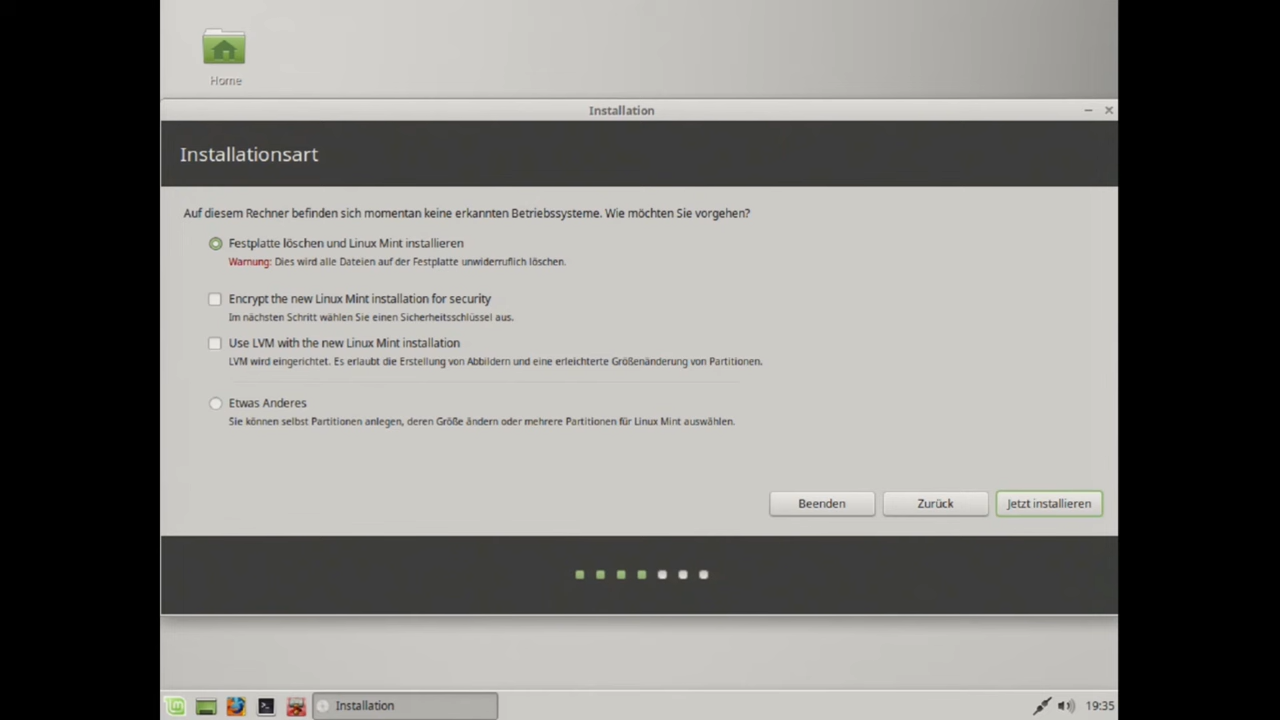 Home
Installation
Installationsart
Auf diesem Rechner befinden sich momentan keine erkannten Betriebssysteme. Wie möchten Sie vorgehen?
Festplatte löschen und Linux Mint installieren
Warnung: Dies wird alle Dateien auf der Festplatte unwiderruflich löschen.
Encrypt the new Linux Mint installation for security
Im nächsten Schritt wählen Sie einen Sicherheitsschlüssel aus.
Use LVM with the new Linux Mint installation
LVM wird eingerichtet. Es erlaubt die Erstellung von Abbildern und eine erleichterte Größenänderung von Partitionen.
Etwas Anderes
Sie können selbst Partitionen anlegen, deren Größe ändern oder mehrere Partitionen für Linux Mint auswählen.
Beenden Zurück Jetzt installieren
Installation 19:35